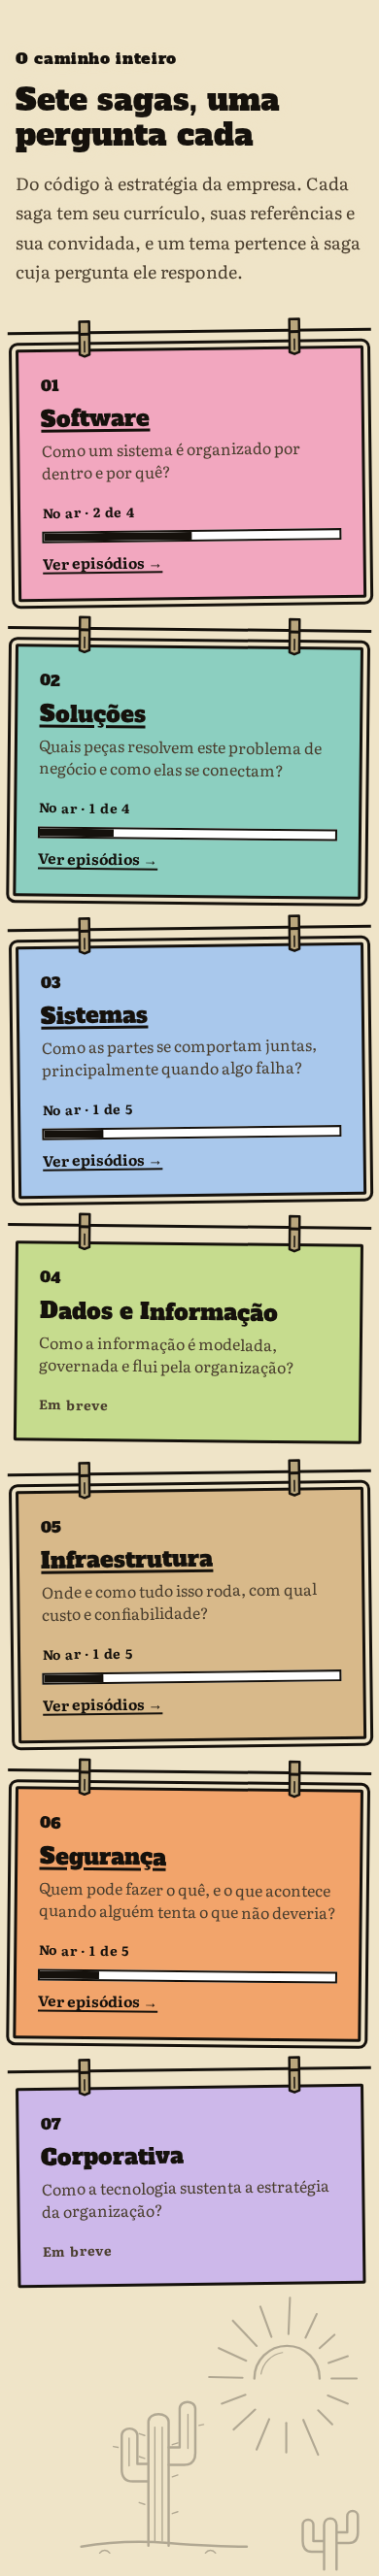 O caminho inteiro
Sete sagas, uma
pergunta cada
Do código à estratégia da empresa. Cada
saga tem seu currículo, suas referências e
sua convidada, e um tema pertence à saga
cuja pergunta ele responde.
01
Software
Como um sistema é organizado por
dentro e por quê?
No ar · 2 de 4
Ver episódios →
02
Soluções
Quais peças resolvem este problema de
negócio e como elas se conectam?
No ar · 1 de 4
Ver episódios →
03
Sistemas
Como as partes se comportam juntas,
principalmente quando algo falha?
No ar · 1 de 5
Ver episódios →
04
Dados e Informação
Como a informação é modelada,
governada e flui pela organização?
Em breve
05
Infraestrutura
Onde e como tudo isso roda, com qual
custo e confiabilidade?
No ar · 1 de 5
Ver episódios →
06
Segurança
Quem pode fazer o quê, e o que acontece
quando alguém tenta o que não deveria?
No ar · 1 de 5
Ver episódios →
07
Corporativa
Como a tecnologia sustenta a estratégia
da organização?
Em breve